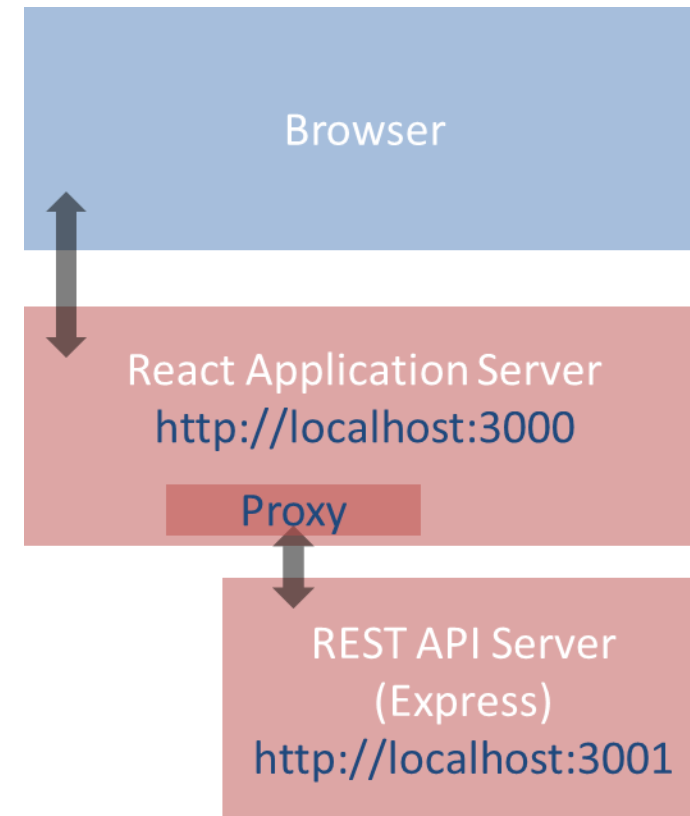 Browser
React Application Server
http://localhost:3000
Proxy
REST API Server
(Express)
http://localhost:3001